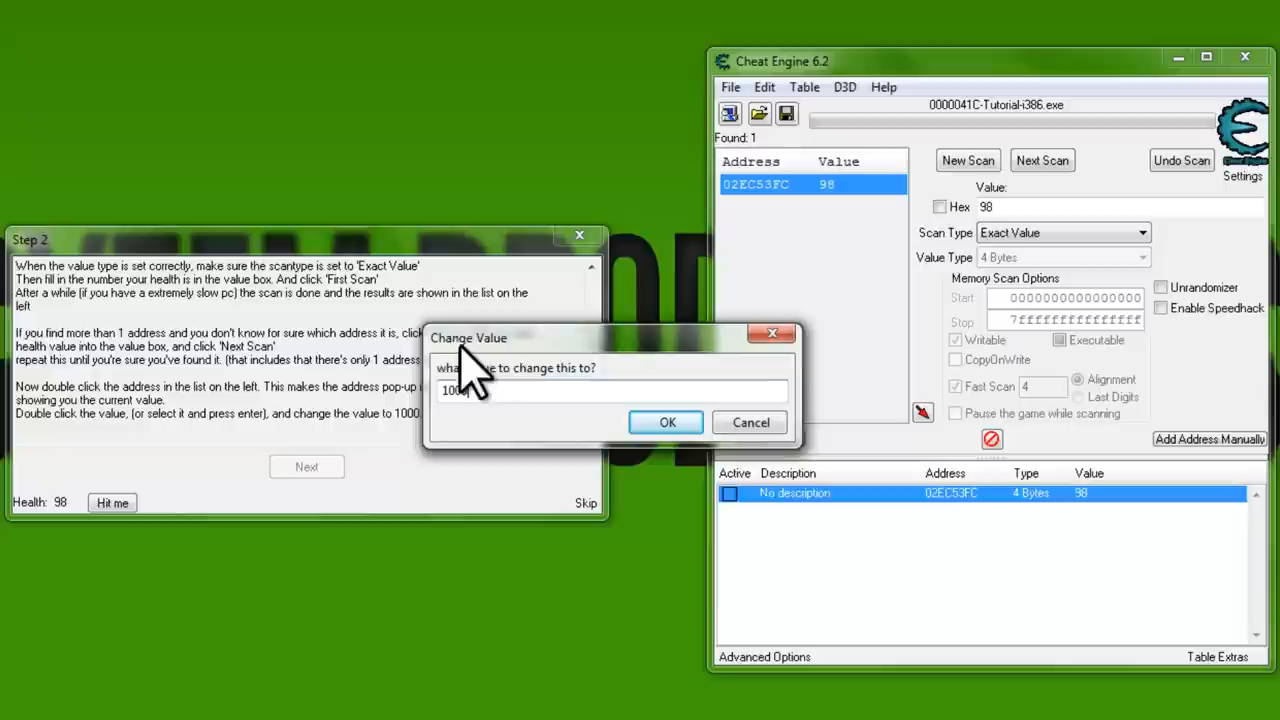 Step 2
When the value type is set correctly, make sure the scantype is set to 'Exact Value'
Then fill in the number your health is in the value box. And click 'First Scan'
After a while (if you have a extremely slow pc) the scan is done and the results are shown in the list on the
left
If you find more than 1 address and you don't know for sure which address it is, click
health value into the value box, and click 'Next Scan'
repeat this until you're sure you've found it. (that includes that there's only 1 address
Now double click the address in the list on the left. This makes the address pop-up
showing you the current value.
Double click the value, (or select it and press enter), and change the value to 1000.
Next
Health: 98
Hit me
Skip
Change Value
to change this to?
OK
Cancel
Cheat Engine 6.2
File Edit Table D3D Help
0000041C-Tutorial-i386.exe
Found: 1
Address Value
02EC53FC 98
New Scan Next Scan Undo Scan
Settings
Value:
Hex 98
Scan Type Exact Value
Value Type 4 Bytes
Memory Scan Options
Start 0000000000000000
Stop 7fffffffffffffff
Writable Executable
CopyOnWrite
Fast Scan 4 Alignment
Last Digits
Pause the game while scanning
Unrandomizer
Enable Speedhack
Add Address Manually
Active Description Address Type Value
No description 02EC53FC 4 Bytes 98
Advanced Options
Table Extras